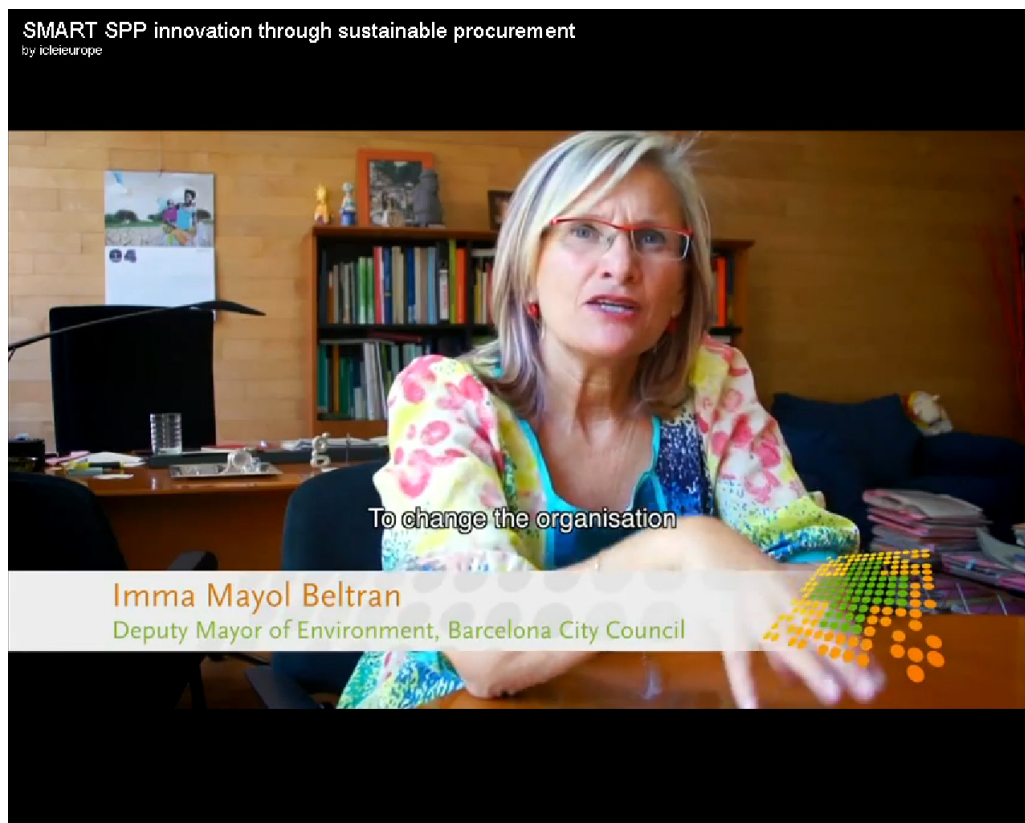 SMART SPP innovation through sustainable procurement
by icleieurope
04
To change the organisation
Imma Mayol Beltran
Deputy Mayor of Environment, Barcelona City Council